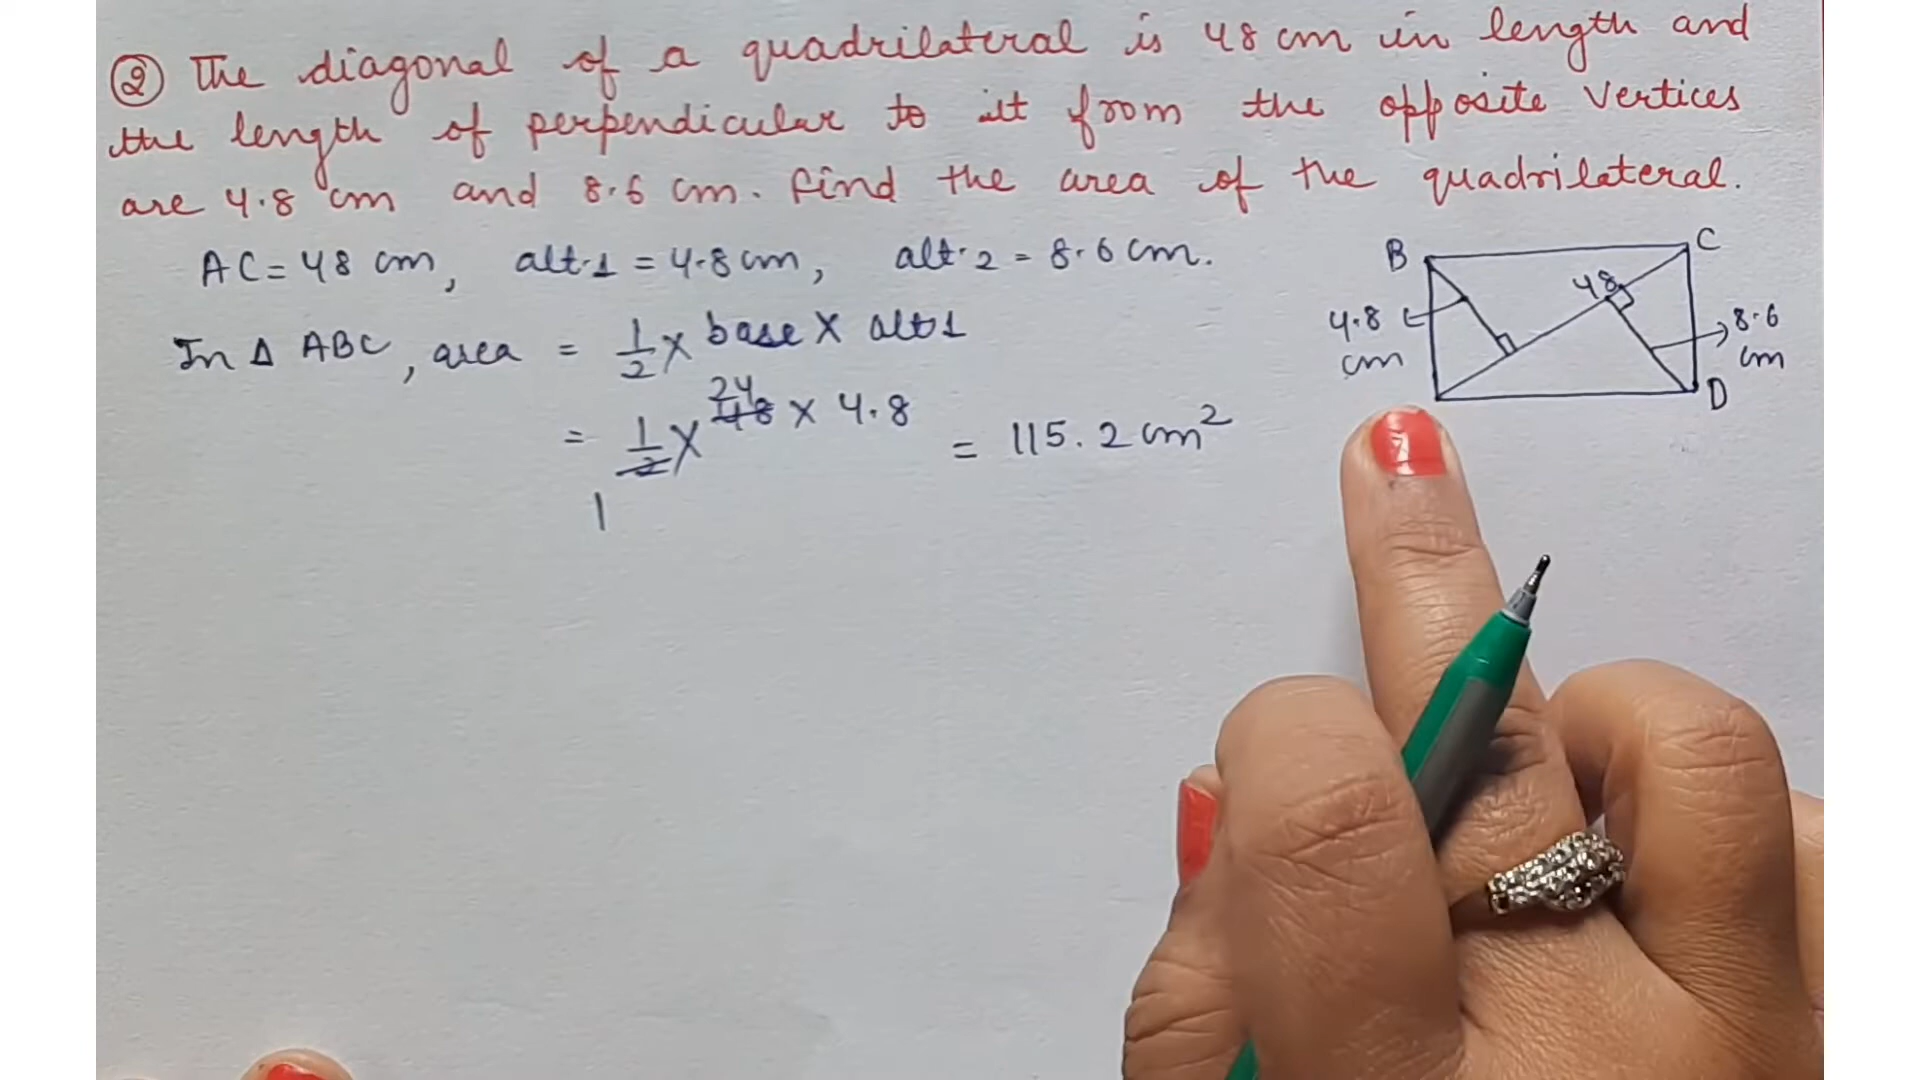 ② The diagonal of a quadrilateral is 48 cm in length and
the length of perpendicular to it from the opposite vertices
are 4.8 cm and 8.6 cm. Find the area of the quadrilateral.
AC = 48 cm, alt.1 = 4.8 cm, alt.2 = 8.6 cm.
In Δ ABC, area = 1/2 X base X alt1
= 1/2 X 48 X 4.8 = 115.2 cm²
24
1
B C
48
4.8 cm
8.6 cm
D